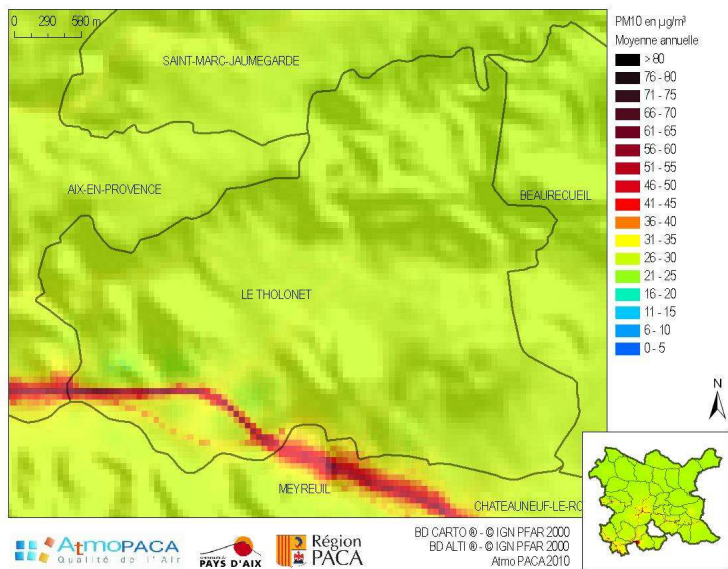 0 290 580 m
SAINT-MARC-JAUMEGARDE
AIX-EN-PROVENCE
BEAURECUEIL
LE THOLONET
MEYREUIL
CHATEAUNEUF-LE-RO
PM10 en µg/m³
Moyenne annuelle
> 80
76 - 80
71 - 75
66 - 70
61 - 65
56 - 60
51 - 55
46 - 50
41 - 45
36 - 40
31 - 35
26 - 30
21 - 25
16 - 20
11 - 15
6 - 10
0 - 5
N
AtmoPACA
Qualité de l'Air
PAYS D'AIX
Région
PACA
BD CARTO ® - © IGN PFAR 2000
BD ALTI ® - © IGN PFAR 2000
Atmo PACA 2010